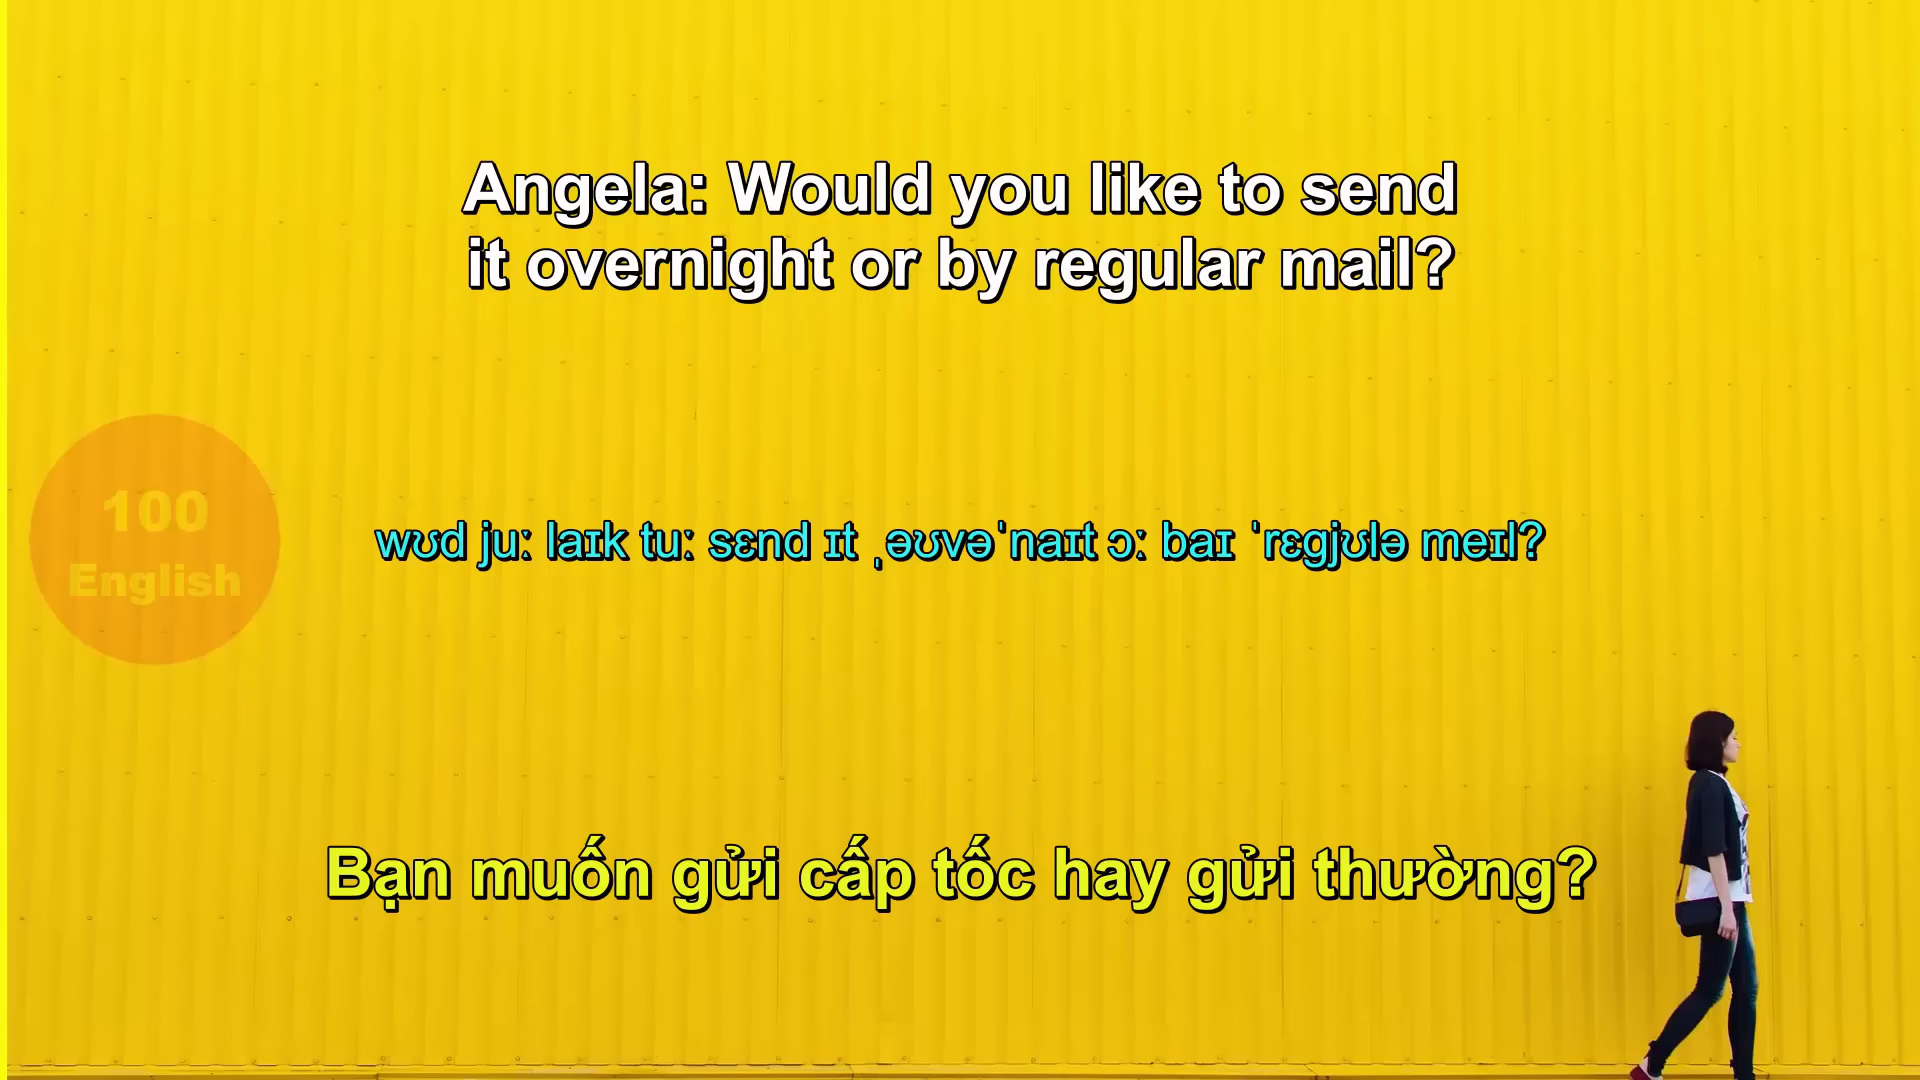 Angela: Would you like to send
it overnight or by regular mail?
100
English
wʊd juː laɪk tuː sɛnd ɪt ˌəʊvəˈnaɪt ɔː baɪ ˈrɛgjʊlə meɪl?
Bạn muốn gửi cấp tốc hay gửi thường?